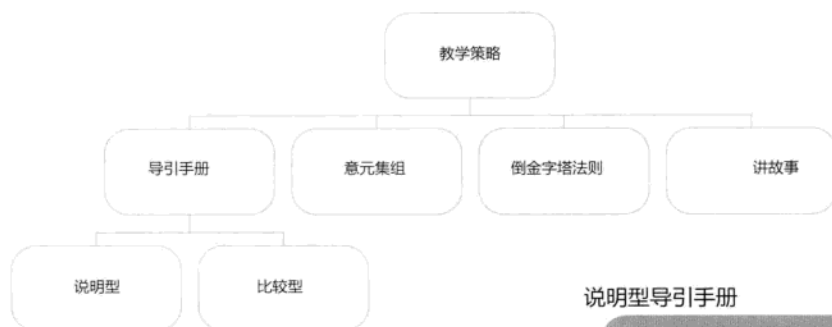 教学策略
导引手册
意元集组
倒金字塔法则
讲故事
说明型
比较型
说明型导引手册